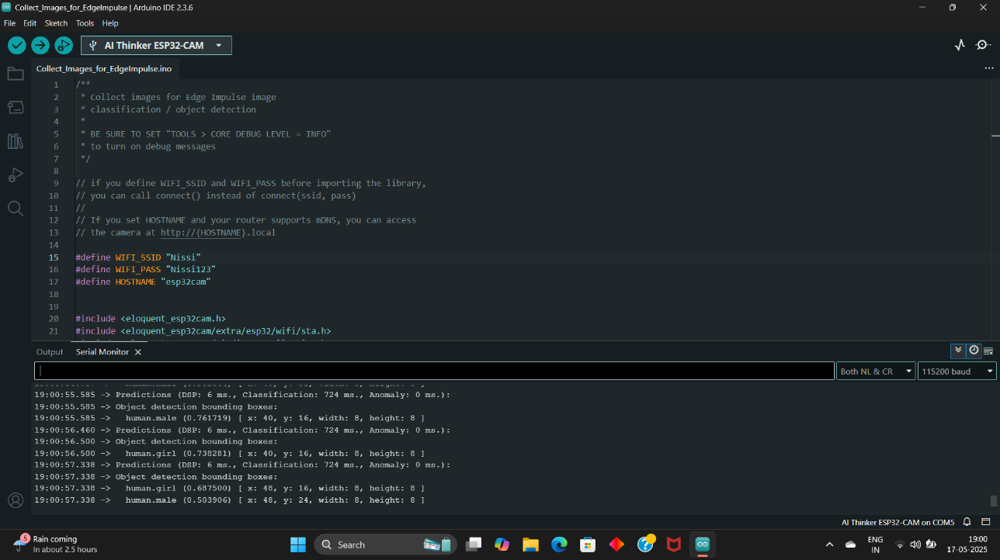 Collect_Images_for_EdgeImpulse | Arduino IDE 2.3.6
File Edit Sketch Tools Help
AI Thinker ESP32-CAM
Collect_Images_for_EdgeImpulse.ino
1 /**
2 * Collect images for Edge Impulse image
3 * classification / object detection
4 *
5 * BE SURE TO SET "TOOLS > CORE DEBUG LEVEL = INFO"
6 * to turn on debug messages
7 */
8
9 // if you define WIFI_SSID and WIFI_PASS before importing the library,
10 // you can call connect() instead of connect(ssid, pass)
11 //
12 // If you set HOSTNAME and your router supports mDNS, you can access
13 // the camera at http://{HOSTNAME}.local
14
15 #define WIFI_SSID "Nissi"
16 #define WIFI_PASS "Nissi123"
17 #define HOSTNAME "esp32cam"
18
19
20 #include <eloquent_esp32cam.h>
21 #include <eloquent_esp32cam/extra/esp32/wifi/sta.h>
Output Serial Monitor
Both NL & CR 115200 baud
19:00:55.585 -> Predictions (DSP: 6 ms., Classification: 724 ms., Anomaly: 0 ms.):
19:00:55.585 -> Object detection bounding boxes:
19:00:55.585 -> human.male (0.761719) [ x: 40, y: 16, width: 8, height: 8 ]
19:00:56.460 -> Predictions (DSP: 6 ms., Classification: 724 ms., Anomaly: 0 ms.):
19:00:56.500 -> Object detection bounding boxes:
19:00:56.500 -> human.girl (0.738281) [ x: 40, y: 16, width: 8, height: 8 ]
19:00:57.338 -> Predictions (DSP: 6 ms., Classification: 724 ms., Anomaly: 0 ms.):
19:00:57.338 -> Object detection bounding boxes:
19:00:57.338 -> human.girl (0.687500) [ x: 48, y: 16, width: 8, height: 8 ]
19:00:57.338 -> human.male (0.503906) [ x: 48, y: 24, width: 8, height: 8 ]
AI Thinker ESP32-CAM on COM5
5
Rain coming
In about 2.5 hours
Search
ENG
IN
19:00
17-05-2025